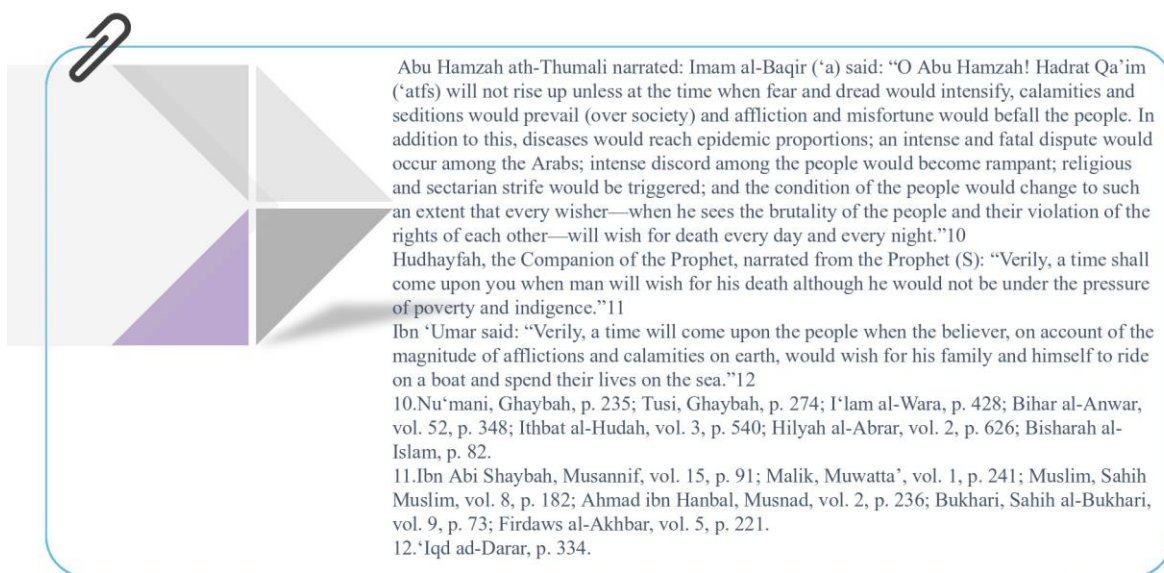 Abu Hamzah ath-Thumali narrated: Imam al-Baqir (‘a) said: “O Abu Hamzah! Hadrat Qa’im
(‘atfs) will not rise up unless at the time when fear and dread would intensify, calamities and
seditions would prevail (over society) and affliction and misfortune would befall the people. In
addition to this, diseases would reach epidemic proportions; an intense and fatal dispute would
occur among the Arabs; intense discord among the people would become rampant; religious
and sectarian strife would be triggered; and the condition of the people would change to such
an extent that every wisher—when he sees the brutality of the people and their violation of the
rights of each other—will wish for death every day and every night.”10
Hudhayfah, the Companion of the Prophet, narrated from the Prophet (S): “Verily, a time shall
come upon you when man will wish for his death although he would not be under the pressure
of poverty and indigence.”11
Ibn ‘Umar said: “Verily, a time will come upon the people when the believer, on account of the
magnitude of afflictions and calamities on earth, would wish for his family and himself to ride
on a boat and spend their lives on the sea.”12
10.Nu‘mani, Ghaybah, p. 235; Tusi, Ghaybah, p. 274; I‘lam al-Wara, p. 428; Bihar al-Anwar,
vol. 52, p. 348; Ithbat al-Hudah, vol. 3, p. 540; Hilyah al-Abrar, vol. 2, p. 626; Bisharah al-
Islam, p. 82.
11.Ibn Abi Shaybah, Musannif, vol. 15, p. 91; Malik, Muwatta’, vol. 1, p. 241; Muslim, Sahih
Muslim, vol. 8, p. 182; Ahmad ibn Hanbal, Musnad, vol. 2, p. 236; Bukhari, Sahih al-Bukhari,
vol. 9, p. 73; Firdaws al-Akhbar, vol. 5, p. 221.
12.‘Iqd ad-Darar, p. 334.